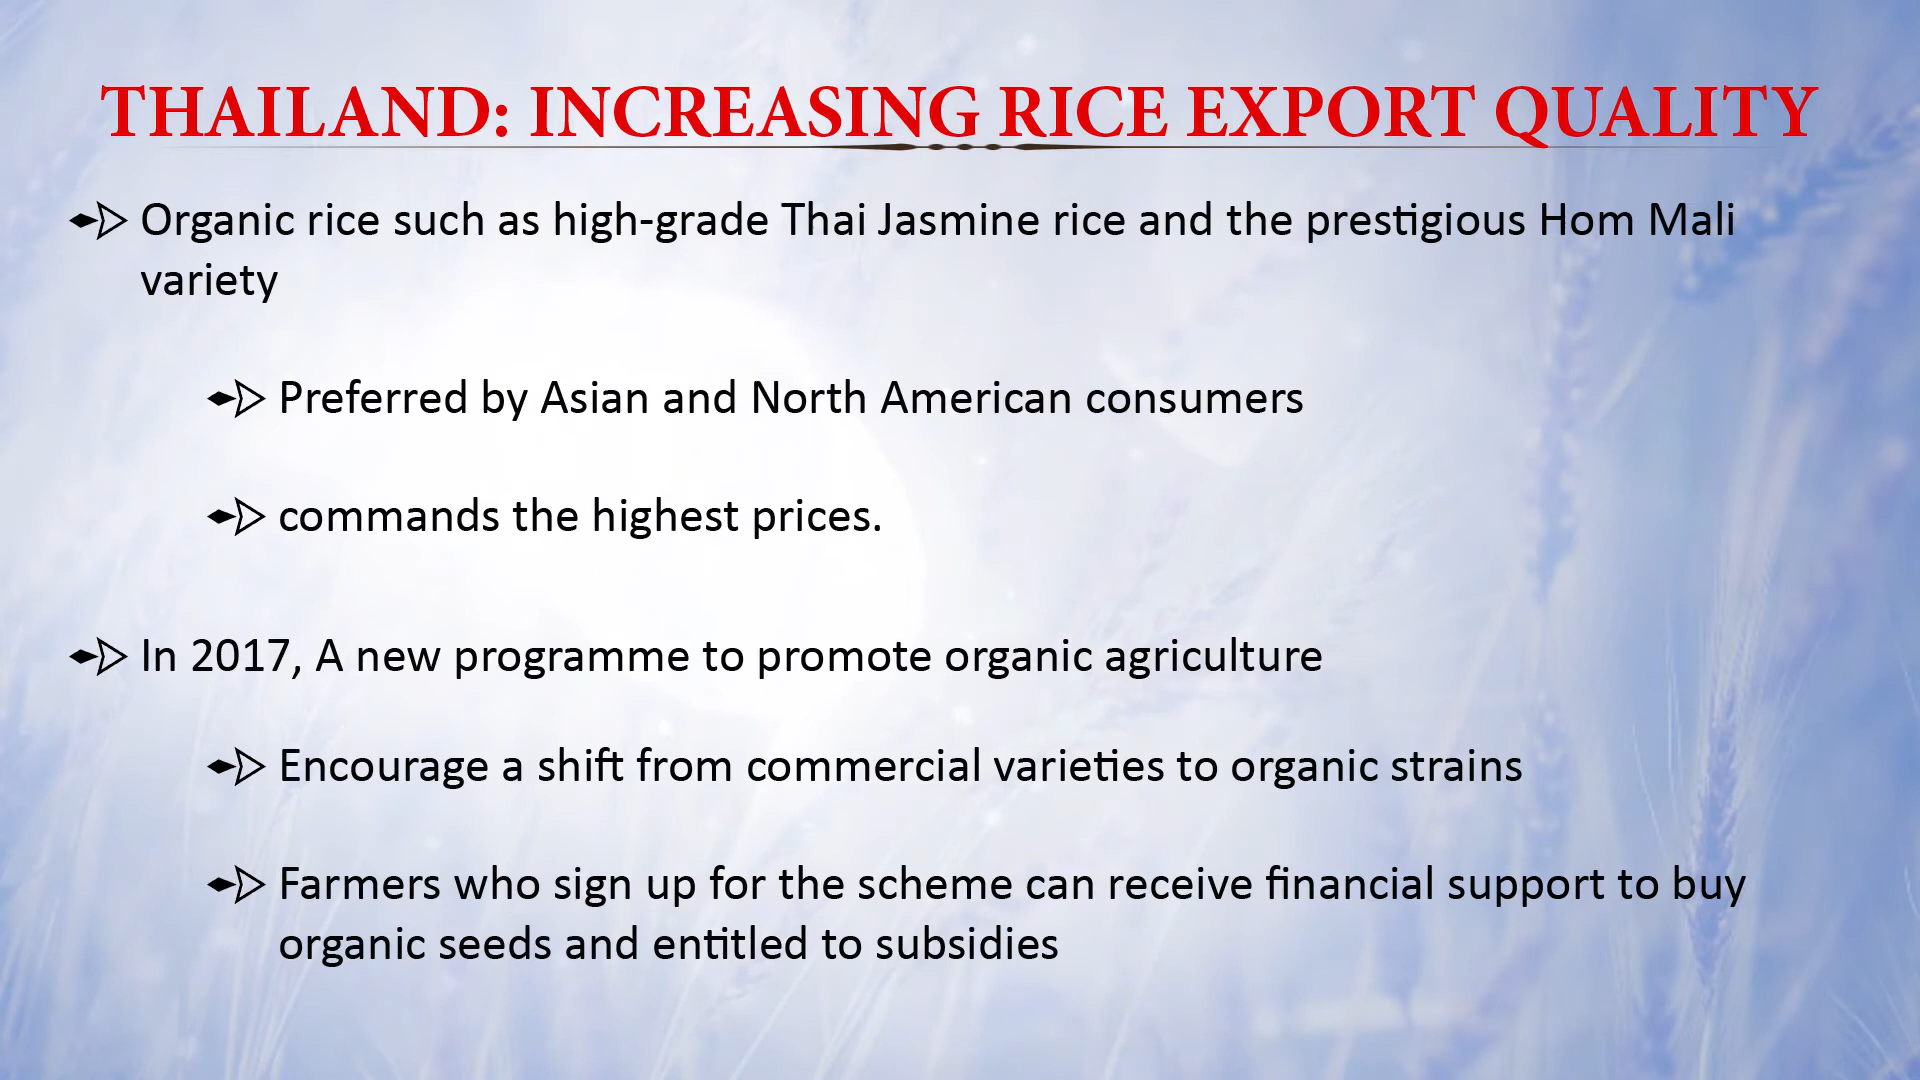 THAILAND: INCREASING RICE EXPORT QUALITY
Organic rice such as high-grade Thai Jasmine rice and the prestigious Hom Mali
variety
Preferred by Asian and North American consumers
commands the highest prices.
In 2017, A new programme to promote organic agriculture
Encourage a shift from commercial varieties to organic strains
Farmers who sign up for the scheme can receive financial support to buy
organic seeds and entitled to subsidies